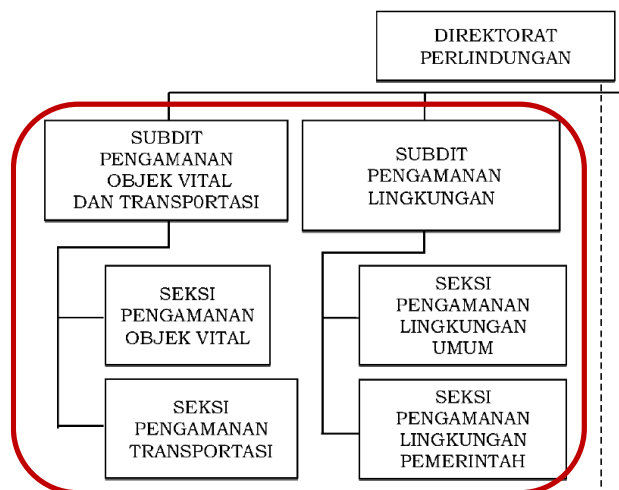 DIREKTORAT
PERLINDUNGAN
SUBDIT
PENGAMANAN
OBJEK VITAL
DAN TRANSPORTASI
SUBDIT
PENGAMANAN
LINGKUNGAN
SEKSI
PENGAMANAN
OBJEK VITAL
SEKSI
PENGAMANAN
TRANSPORTASI
SEKSI
PENGAMANAN
LINGKUNGAN
UMUM
SEKSI
PENGAMANAN
LINGKUNGAN
PEMERINTAH